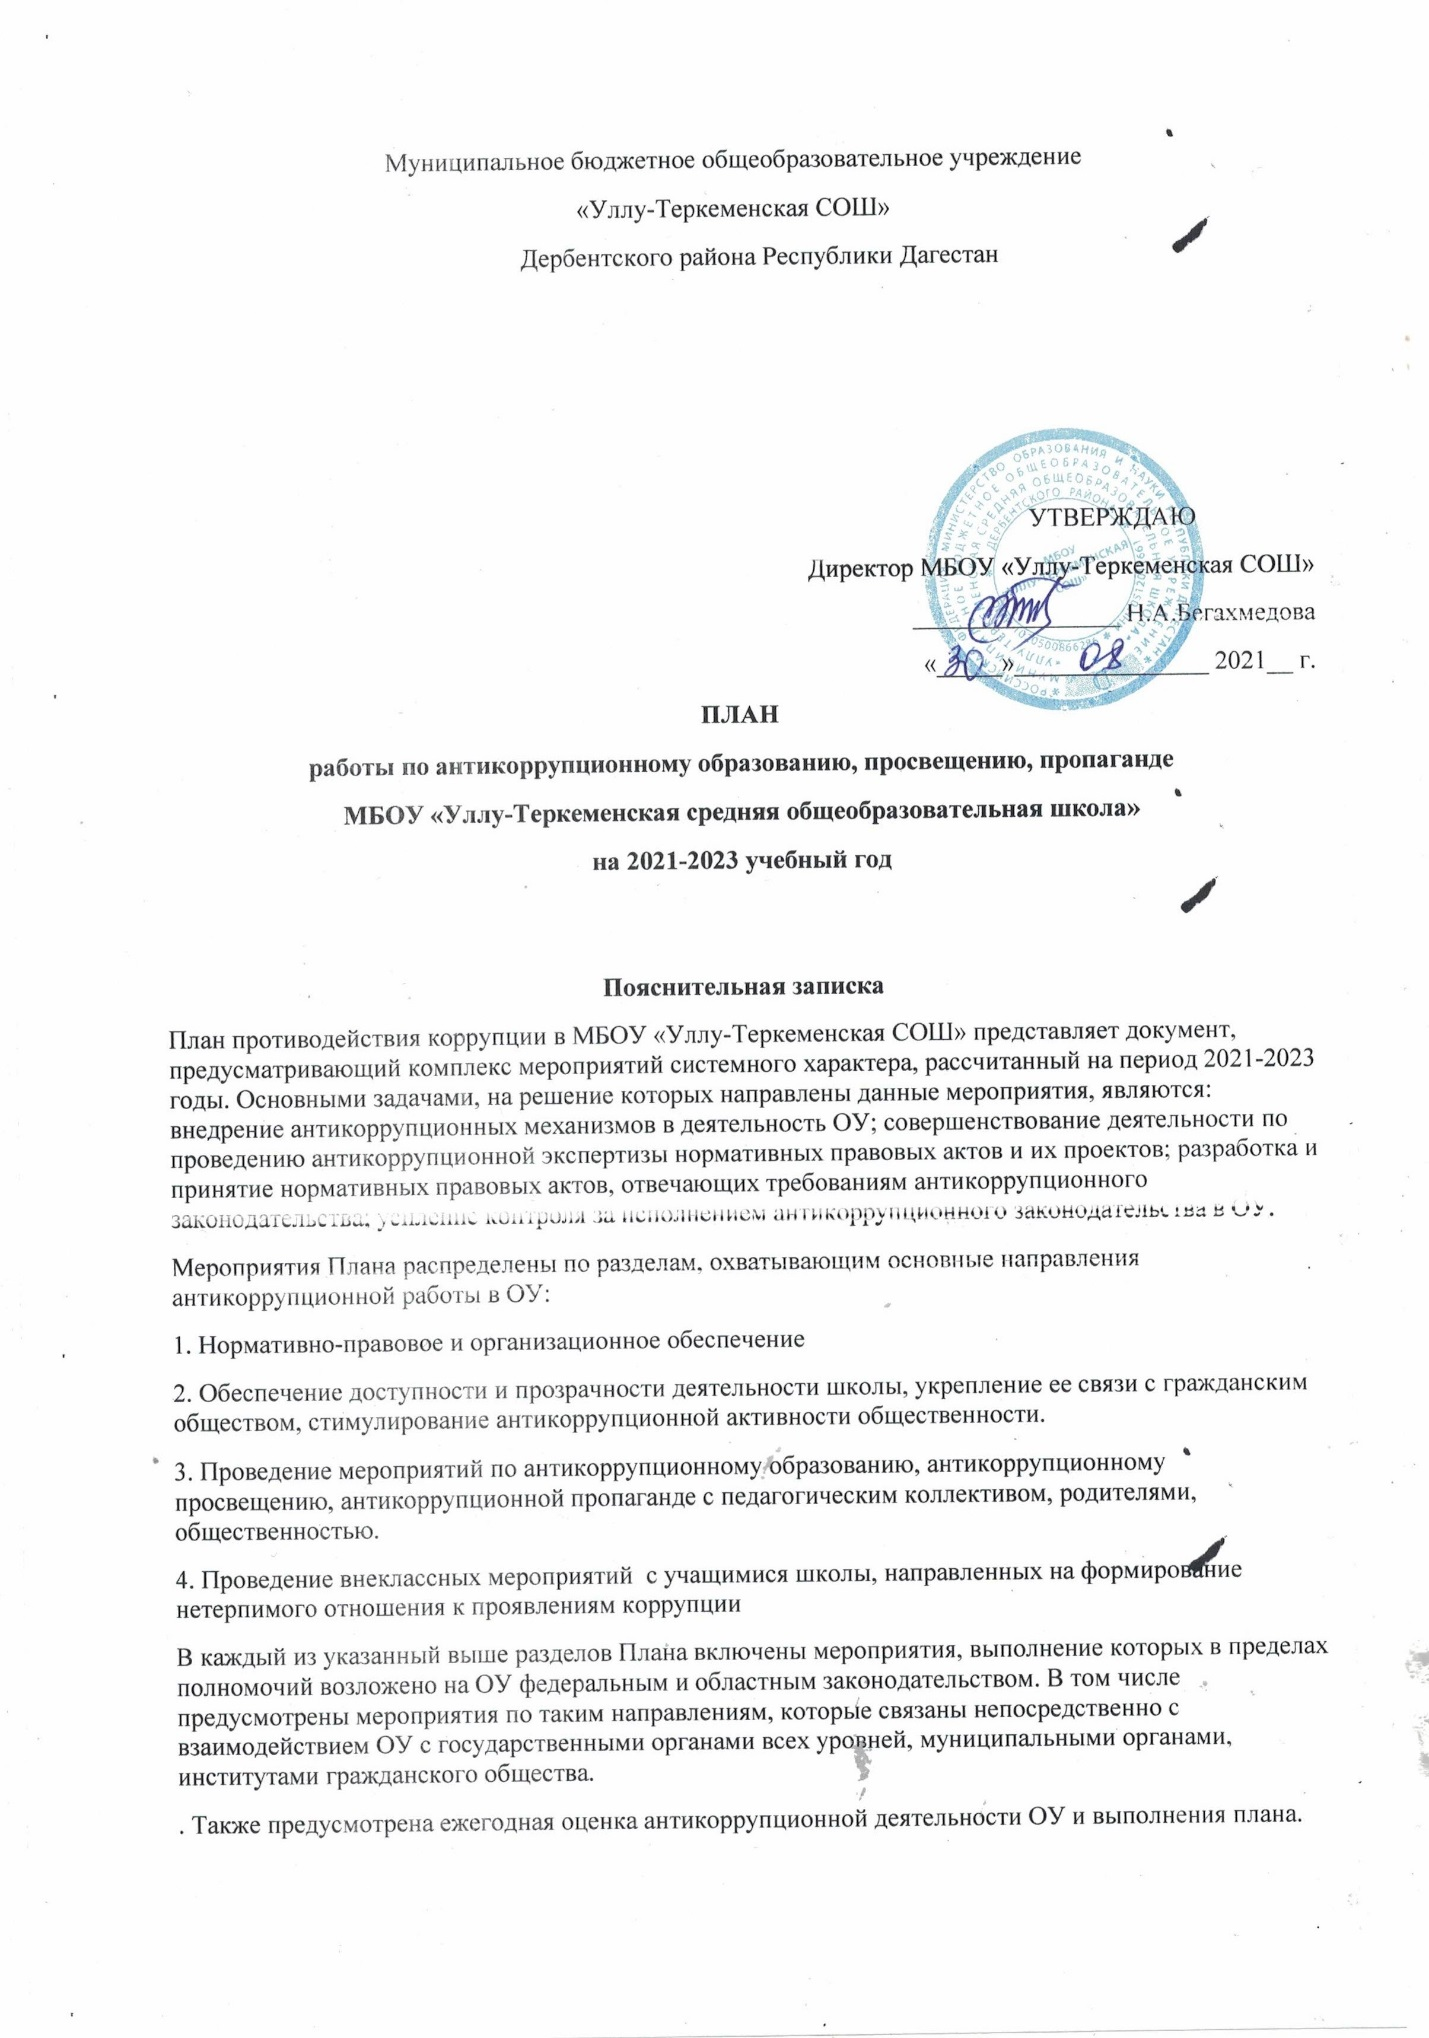 Муниципальное бюджетное общеобразовательное учреждение
«Уллу-Теркеменская СОШ»
Дербентского района Республики Дагестан
УТВЕРЖДАЮ
Директор МБОУ «Уллу-Теркеменская СОШ»
Н.А.Бегахмедова
«30» 08 2021__ г.
ПЛАН
работы по антикоррупционному образованию, просвещению, пропаганде
МБОУ «Уллу-Теркеменская средняя общеобразовательная школа»
на 2021-2023 учебный год
Пояснительная записка
План противодействия коррупции в МБОУ «Уллу-Теркеменская СОШ» представляет документ,
предусматривающий комплекс мероприятий системного характера, рассчитанный на период 2021-2023
годы. Основными задачами, на решение которых направлены данные мероприятия, являются:
внедрение антикоррупционных механизмов в деятельность ОУ; совершенствование деятельности по
проведению антикоррупционной экспертизы нормативных правовых актов и их проектов; разработка и
принятие нормативных правовых актов, отвечающих требованиям антикоррупционного
законодательства; усиление контроля за исполнением антикоррупционного законодательства в ОУ.
Мероприятия Плана распределены по разделам, охватывающим основные направления
антикоррупционной работы в ОУ:
1. Нормативно-правовое и организационное обеспечение
2. Обеспечение доступности и прозрачности деятельности школы, укрепление ее связи с гражданским
обществом, стимулирование антикоррупционной активности общественности.
3. Проведение мероприятий по антикоррупционному образованию, антикоррупционному
просвещению, антикоррупционной пропаганде с педагогическим коллективом, родителями,
общественностью.
4. Проведение внеклассных мероприятий  с учащимися школы, направленных на формирование
нетерпимого отношения к проявлениям коррупции
В каждый из указанный выше разделов Плана включены мероприятия, выполнение которых в пределах
полномочий возложено на ОУ федеральным и областным законодательством. В том числе
предусмотрены мероприятия по таким направлениям, которые связаны непосредственно с
взаимодействием ОУ с государственными органами всех уровней, муниципальными органами,
институтами гражданского общества.
. Также предусмотрена ежегодная оценка антикоррупционной деятельности ОУ и выполнения плана.